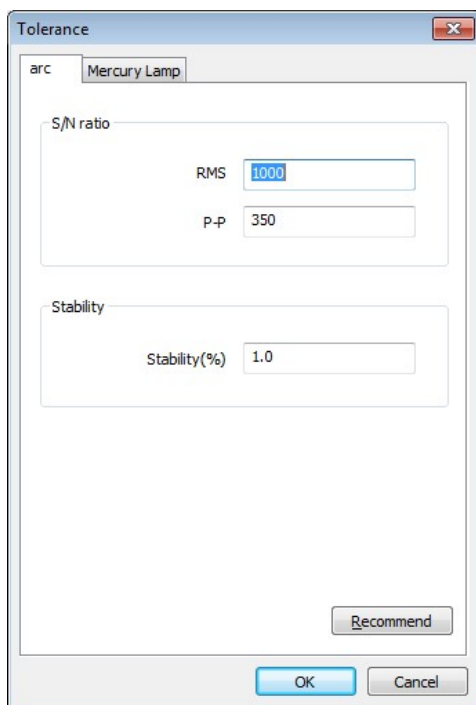 Tolerance
arc
Mercury Lamp
S/N ratio
RMS 1000
P-P 350
Stability
Stability(%) 1.0
Recommend
OK Cancel